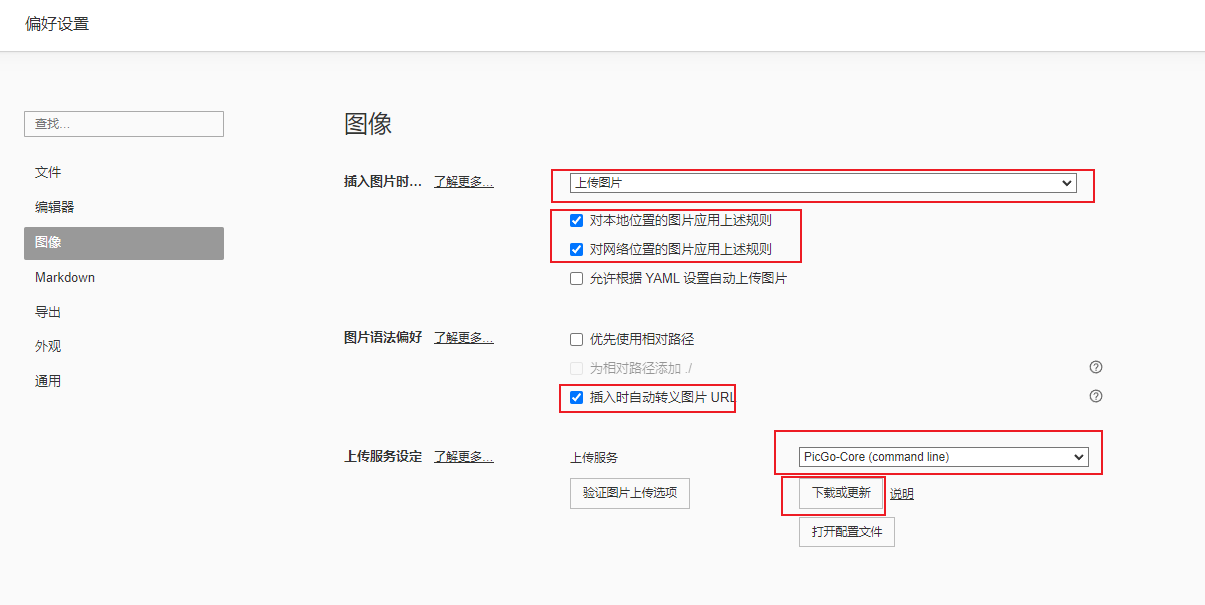 偏好设置
查找...
文件
编辑器
图像
Markdown
导出
外观
通用
图像
插入图片时... 了解更多... 上传图片
对本地位置的图片应用上述规则
对网络位置的图片应用上述规则
允许根据 YAML 设置自动上传图片
图片语法偏好 了解更多... 优先使用相对路径
为相对路径添加 ./
插入时自动转义图片 URL
上传服务设定 了解更多... 上传服务 PicGo-Core (command line)
验证图片上传选项 下载或更新 说明
打开配置文件